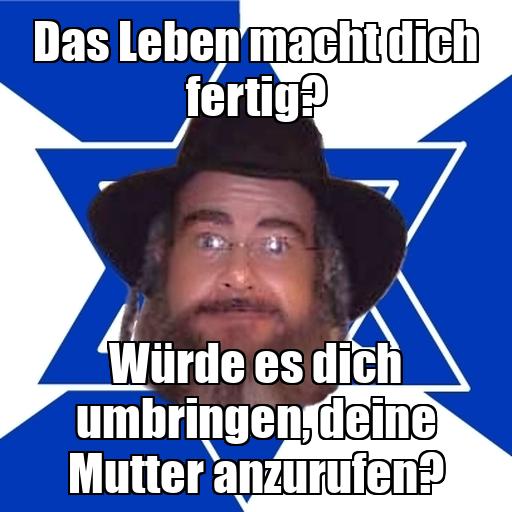 Das Leben macht dich
fertig?
Würde es dich
umbringen, deine
Mutter anzurufen?